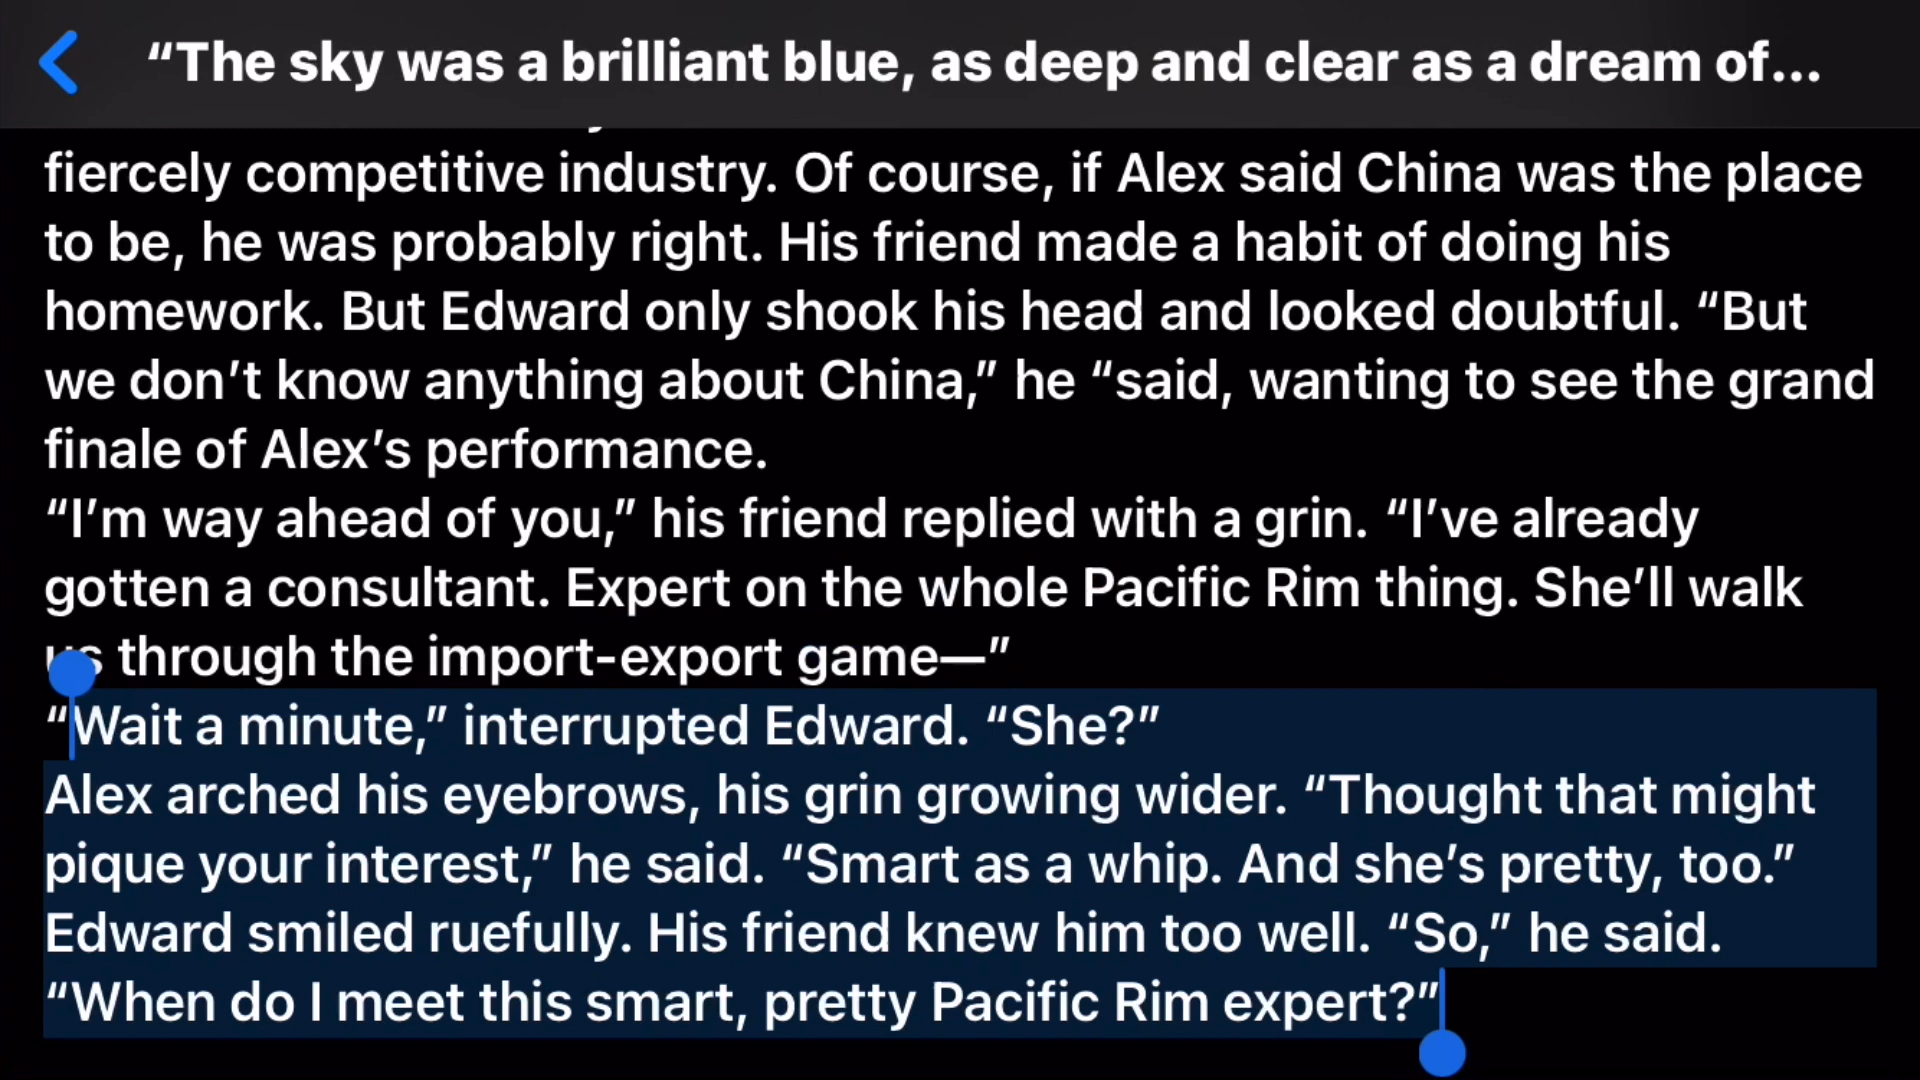 “The sky was a brilliant blue, as deep and clear as a dream of...
fiercely competitive industry. Of course, if Alex said China was the place
to be, he was probably right. His friend made a habit of doing his
homework. But Edward only shook his head and looked doubtful. “But
we don’t know anything about China,” he “said, wanting to see the grand
finale of Alex’s performance.
“I’m way ahead of you,” his friend replied with a grin. “I’ve already
gotten a consultant. Expert on the whole Pacific Rim thing. She’ll walk
us through the import-export game—”
“Wait a minute,” interrupted Edward. “She?”
Alex arched his eyebrows, his grin growing wider. “Thought that might
pique your interest,” he said. “Smart as a whip. And she’s pretty, too.”
Edward smiled ruefully. His friend knew him too well. “So,” he said.
“When do I meet this smart, pretty Pacific Rim expert?”